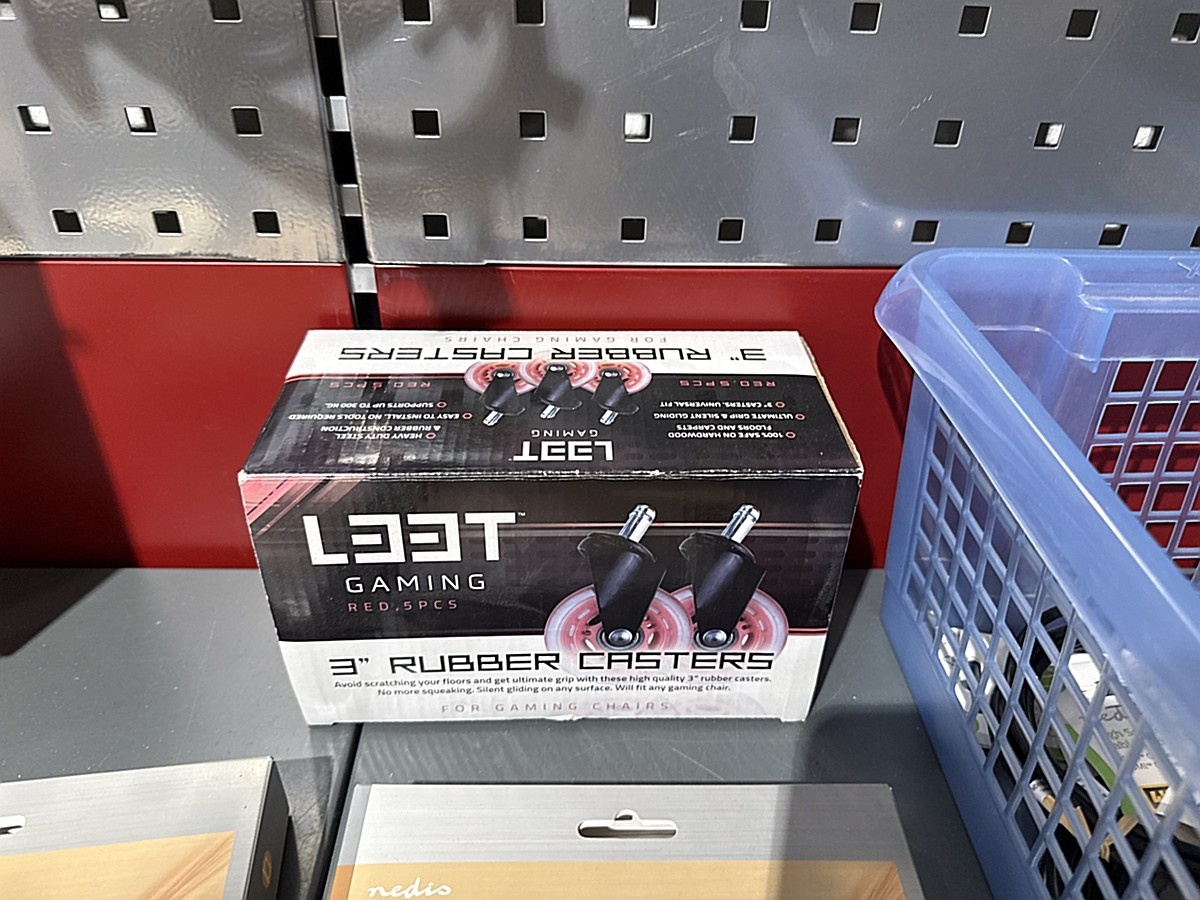 FOR GAMING CHAIRS
3" RUBBER CASTERS
RED, 5PCS
3" CASTERS, UNIVERSAL FIT
ULTIMATE GRIP & SILENT GLIDING
100% SAFE ON HARDWOOD
FLOORS AND CARPETS
RED, 5PCS
SUPPORTS UP TO 300 KG.
EASY TO INSTALL, NO TOOLS REQUIRED
HEAVY DUTY STEEL
& RUBBER CONSTRUCTION
L33T
GAMING
L33T™
GAMING
RED, 5PCS
3" RUBBER CASTERS
Avoid scratching your floors and get ultimate grip with these high quality 3" rubber casters.
No more squeaking. Silent gliding on any surface. Will fit any gaming chair.
FOR GAMING CHAIRS
nedis